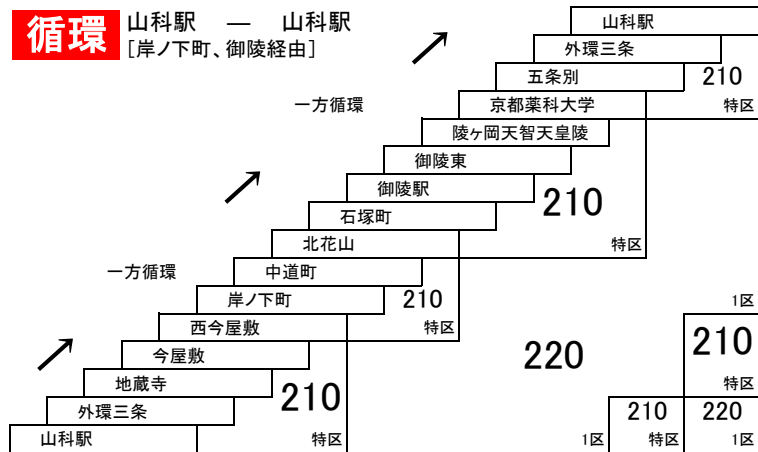 循環 山科駅 ― 山科駅
[岸ノ下町、御陵経由]
山科駅
外環三条
五条別
210
一方循環
京都薬科大学
特区
陵ヶ岡天智天皇陵
御陵東
御陵駅
210
石塚町
北花山
特区
一方循環
中道町
岸ノ下町
210
1区
西今屋敷
特区
今屋敷
220
210
地蔵寺
210
特区
外環三条
210
220
山科駅
特区
1区
特区
1区